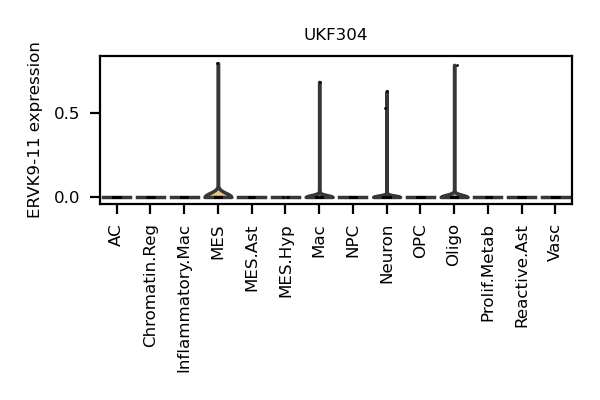 UKF304
ERVK9-11 expression
0.5
0.0
AC
Chromatin.Reg
Inflammatory.Mac
MES
MES.Ast
MES.Hyp
Mac
NPC
Neuron
OPC
Oligo
Prolif.Metab
Reactive.Ast
Vasc